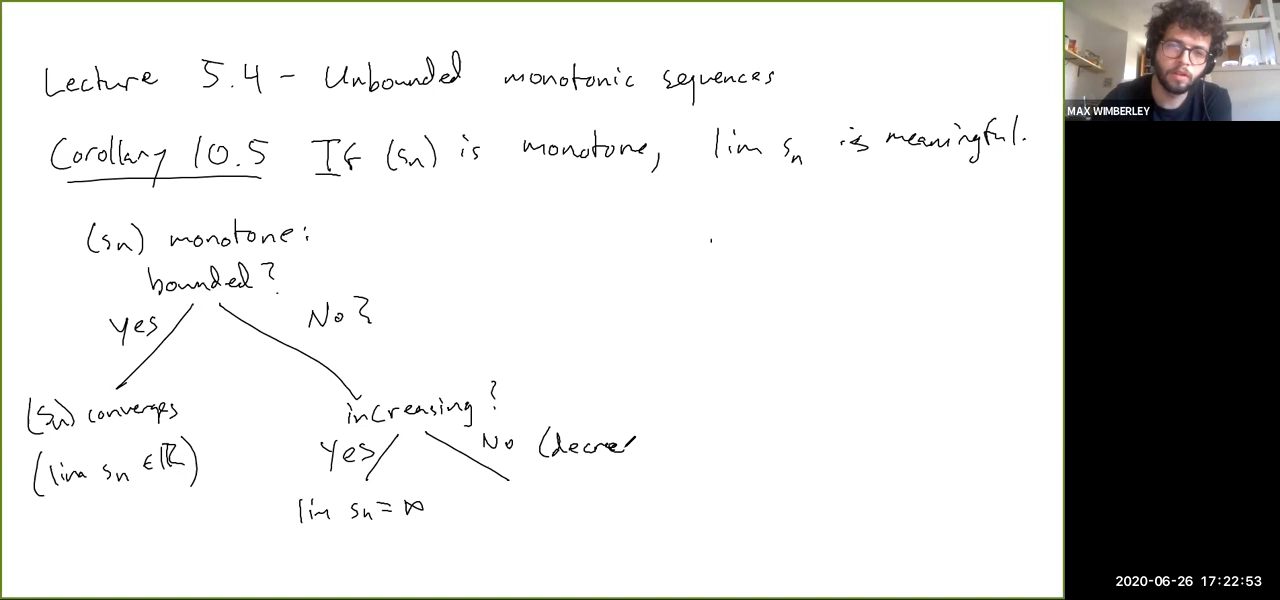 Lecture 5.4 - Unbounded monotonic sequences
Corollary 10.5 If (sn) is monotone, lim sn is meaningful.
(sn) monotone:
bounded?
Yes No?
(sn) converges
(lim sn ∈ ℝ)
increasing?
Yes No (decrea
lim sn = ∞
MAX WIMBERLEY
2020-06-26 17:22:53